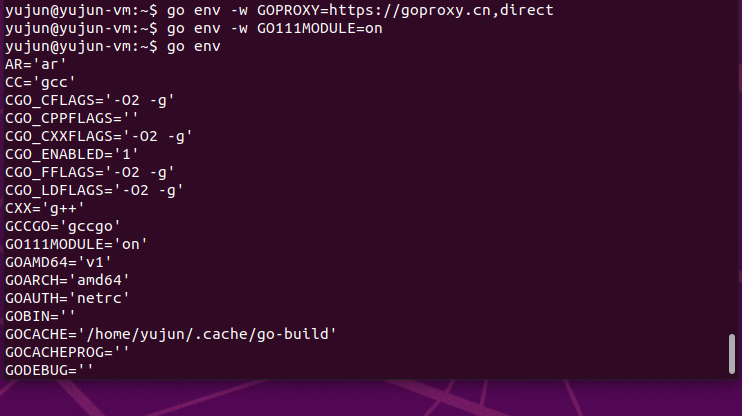 yujun@yujun-vm:~$ go env -w GOPROXY=https://goproxy.cn,direct
yujun@yujun-vm:~$ go env -w GO111MODULE=on
yujun@yujun-vm:~$ go env
AR='ar'
CC='gcc'
CGO_CFLAGS='-O2 -g'
CGO_CPPFLAGS=''
CGO_CXXFLAGS='-O2 -g'
CGO_ENABLED='1'
CGO_FFLAGS='-O2 -g'
CGO_LDFLAGS='-O2 -g'
CXX='g++'
GCCGO='gccgo'
GO111MODULE='on'
GOAMD64='v1'
GOARCH='amd64'
GOAUTH='netrc'
GOBIN=''
GOCACHE='/home/yujun/.cache/go-build'
GOCACHEPROG=''
GODEBUG=''